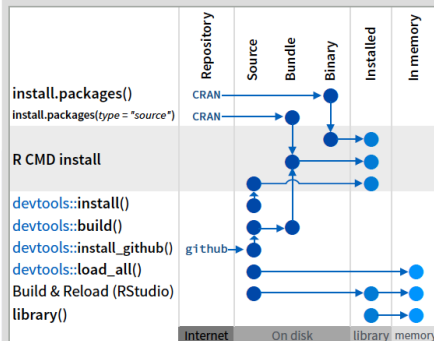 Repository
Source
Bundle
Binary
Installed
In memory
install.packages() CRAN
install.packages(type = "source") CRAN
R CMD install
devtools::install()
devtools::build()
devtools::install_github() github
devtools::load_all()
Build & Reload (RStudio)
library()
Internet On disk library memory